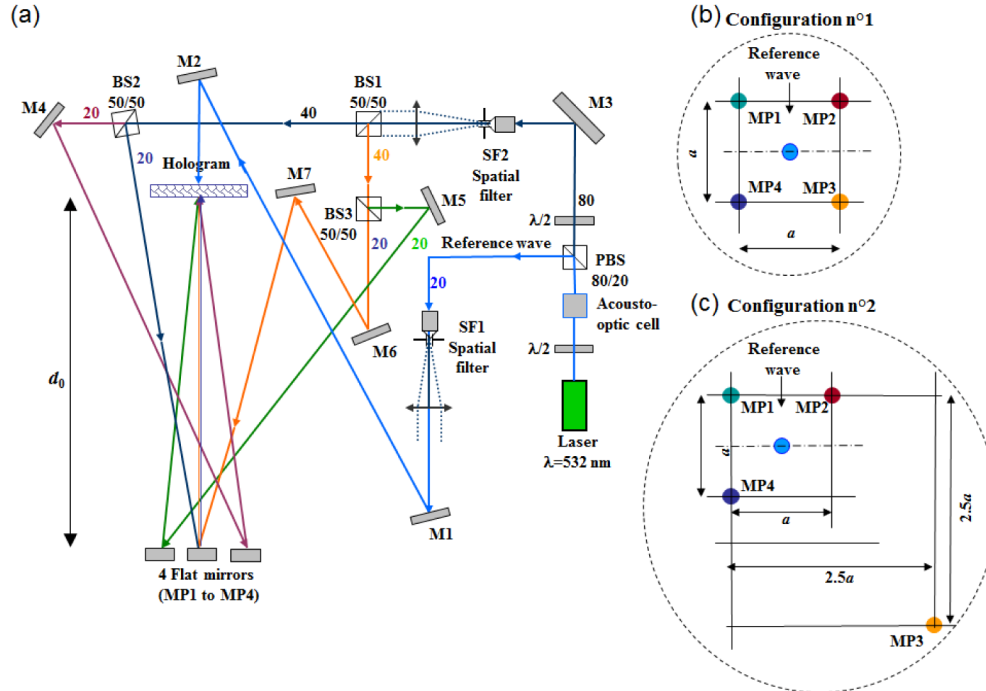 (a)
M2
BS2
50/50
M4
20
40
BS1
50/50
M3
20
Hologram
SF2
Spatial
filter
40
M7
M5
BS3
50/50
20
20
80
λ/2
Reference wave
PBS
80/20
20
Acousto-
optic cell
SF1
Spatial
filter
M6
λ/2
d₀
Laser
λ=532 nm
M1
4 Flat mirrors
(MP1 to MP4)
(b)
Configuration n°1
Reference
wave
MP1
MP2
a
MP4
MP3
a
(c)
Configuration n°2
Reference
wave
MP1
MP2
a
MP4
a
2.5a
2.5a
MP3